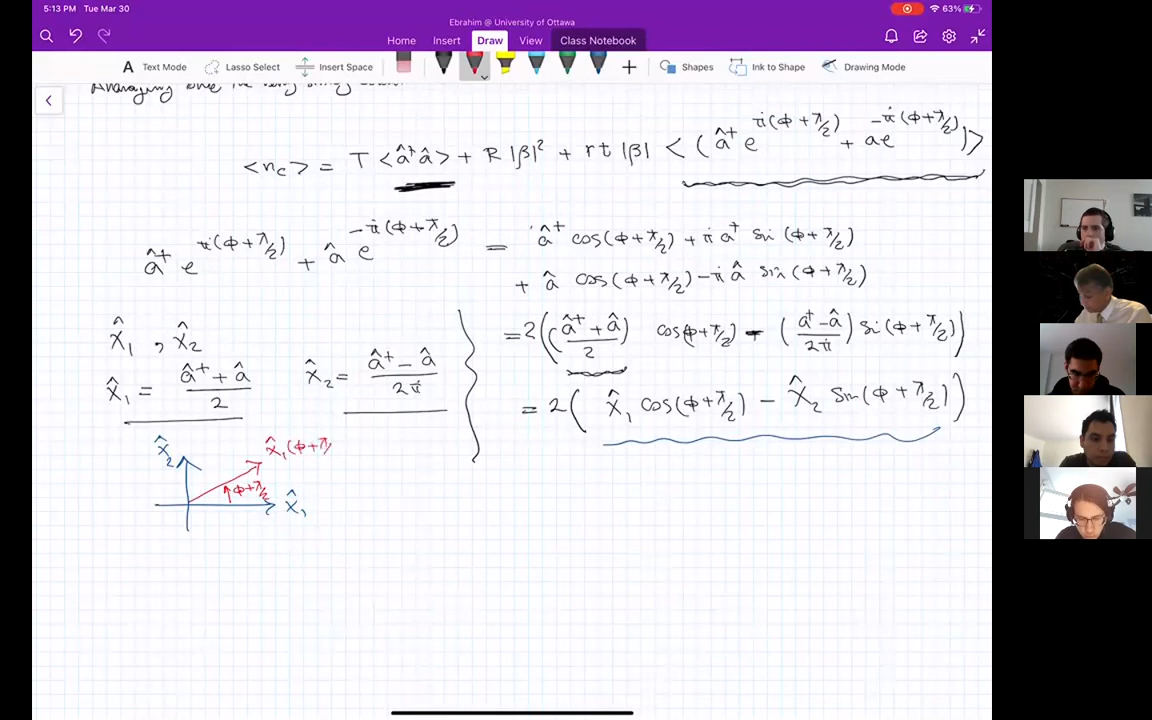 5:13 PM Tue Mar 30
63%
Ebrahim @ University of Ottawa
Home Insert Draw View Class Notebook
Text Mode Lasso Select Insert Space Shapes Ink to Shape Drawing Mode
<n_c> = T <â†â> + R |β|² + rt |β| <(â† e^{i(ϕ+π/2)} + a e^{-i(ϕ+π/2)})>
â† e^{i(ϕ+π/2)} + â e^{-i(ϕ+π/2)} = â† cos(ϕ+π/2) + i a† sin(ϕ+π/2)
+ â cos(ϕ+π/2) - i â sin(ϕ+π/2)
= 2((â† + â)/2 cos(ϕ+π/2) - (a† - â / 2i) sin(ϕ+π/2))
X̂₁, X̂₂
X̂₁ = (â† + â)/2 X̂₂ = (â† - â)/2i
= 2(X̂₁ cos(ϕ+π/2) - X̂₂ sin(ϕ+π/2))
X̂₂ X̂₁(ϕ+π/
ϕ+π/2
X̂₁